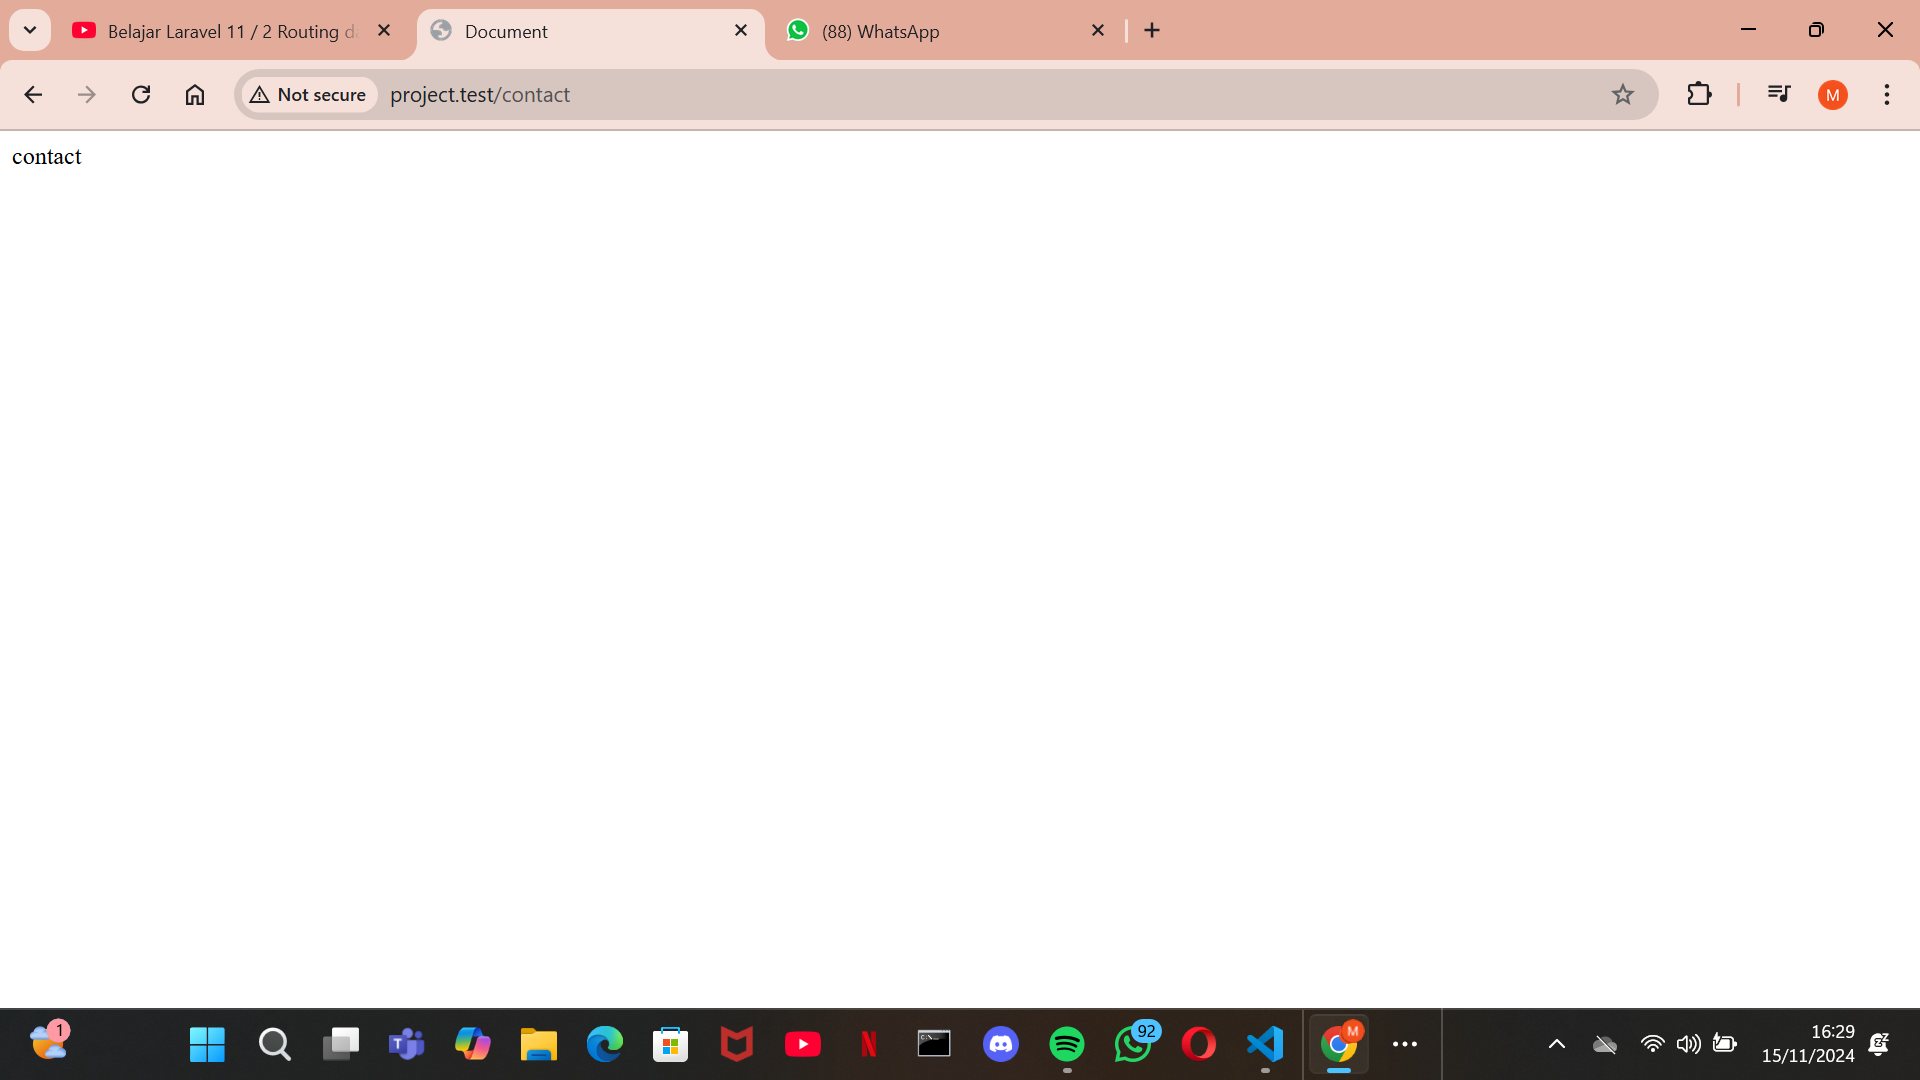 Belajar Laravel 11 / 2 Routing da
Document
(88) WhatsApp
Not secure
project.test/contact
M
contact
1
T
N
C:\_
92
M
16:29
15/11/2024